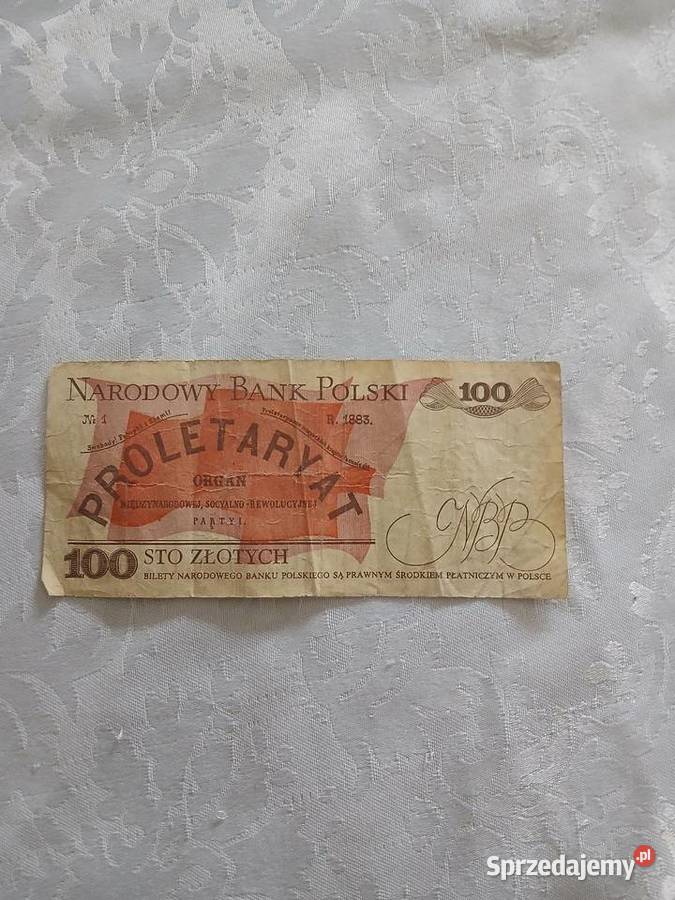 NARODOWY BANK POLSKI
100
№ 1
R. 1883.
PROLETARYAT
ORGAN
MIĘDZYNARODOWEJ, SOCYALNO-REWOLUCYJNEJ
PARTYI.
NBP
100 STO ZŁOTYCH
BILETY NARODOWEGO BANKU POLSKIEGO SĄ PRAWNYM ŚRODKIEM PŁATNICZYM W POLSCE
Sprzedajemy.pl